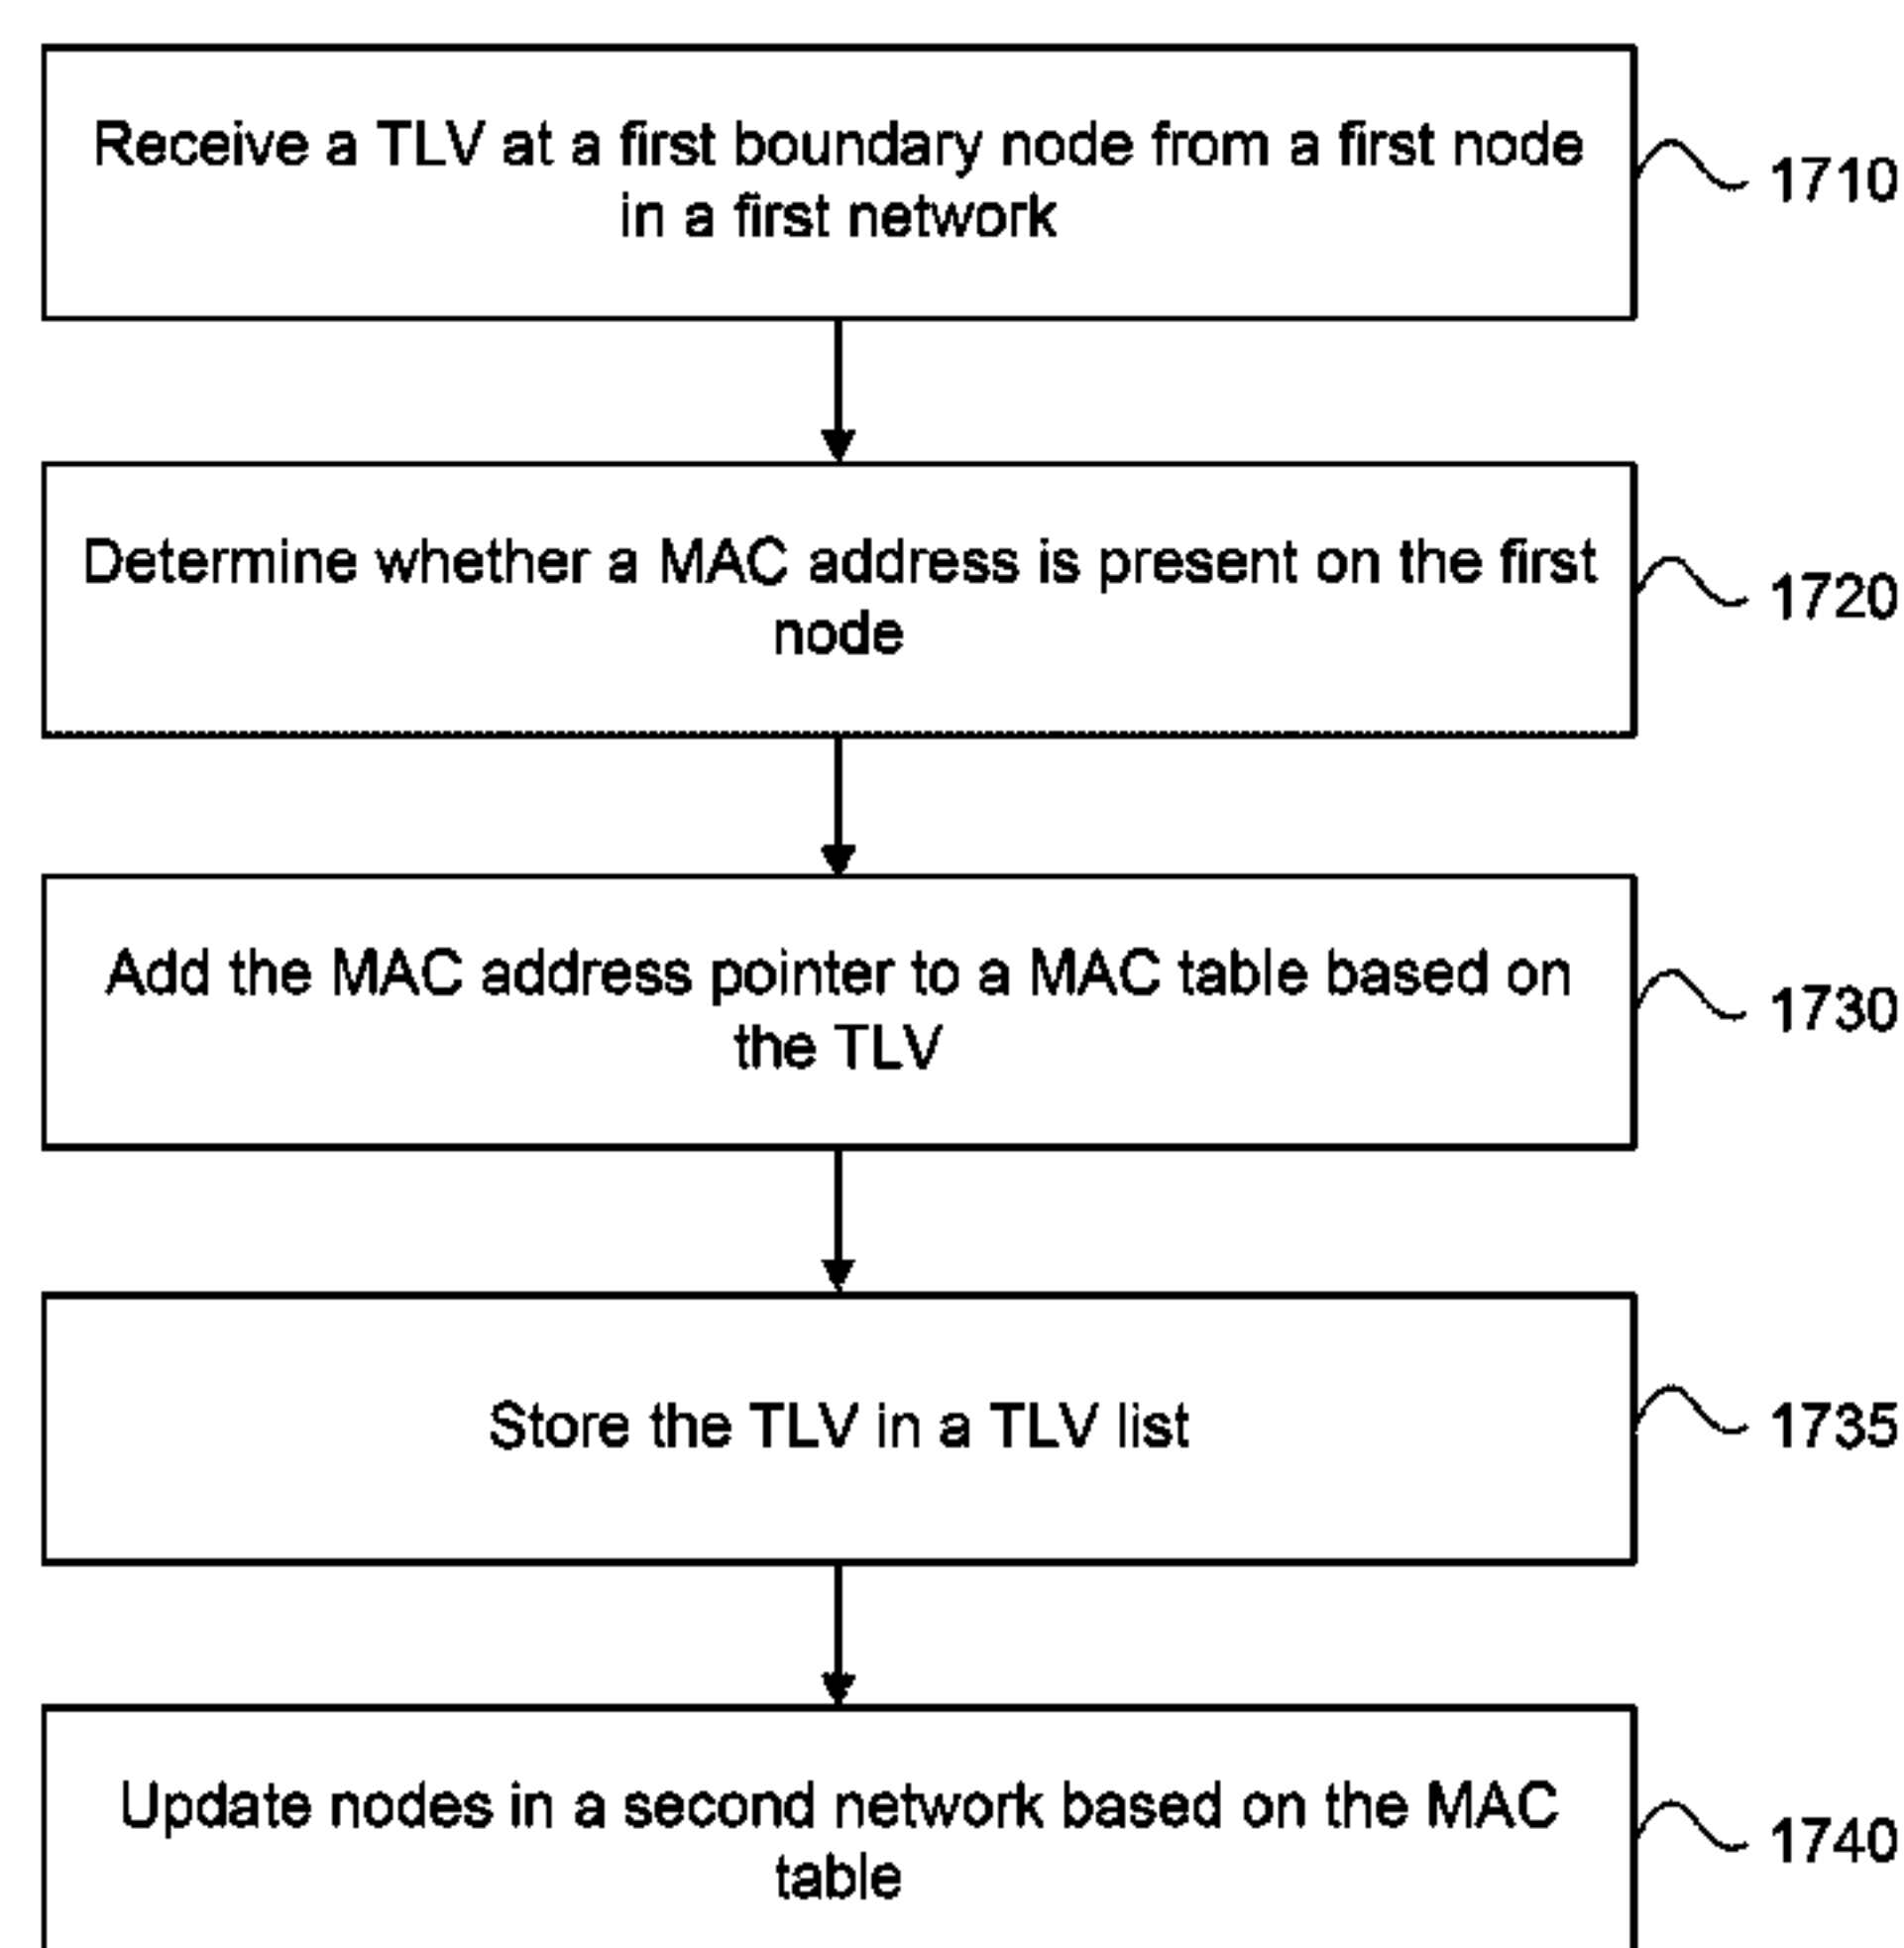 Receive a TLV at a first boundary node from a first node
in a first network
1710
Determine whether a MAC address is present on the first
node
1720
Add the MAC address pointer to a MAC table based on
the TLV
1730
Store the TLV in a TLV list
1735
Update nodes in a second network based on the MAC
table
1740